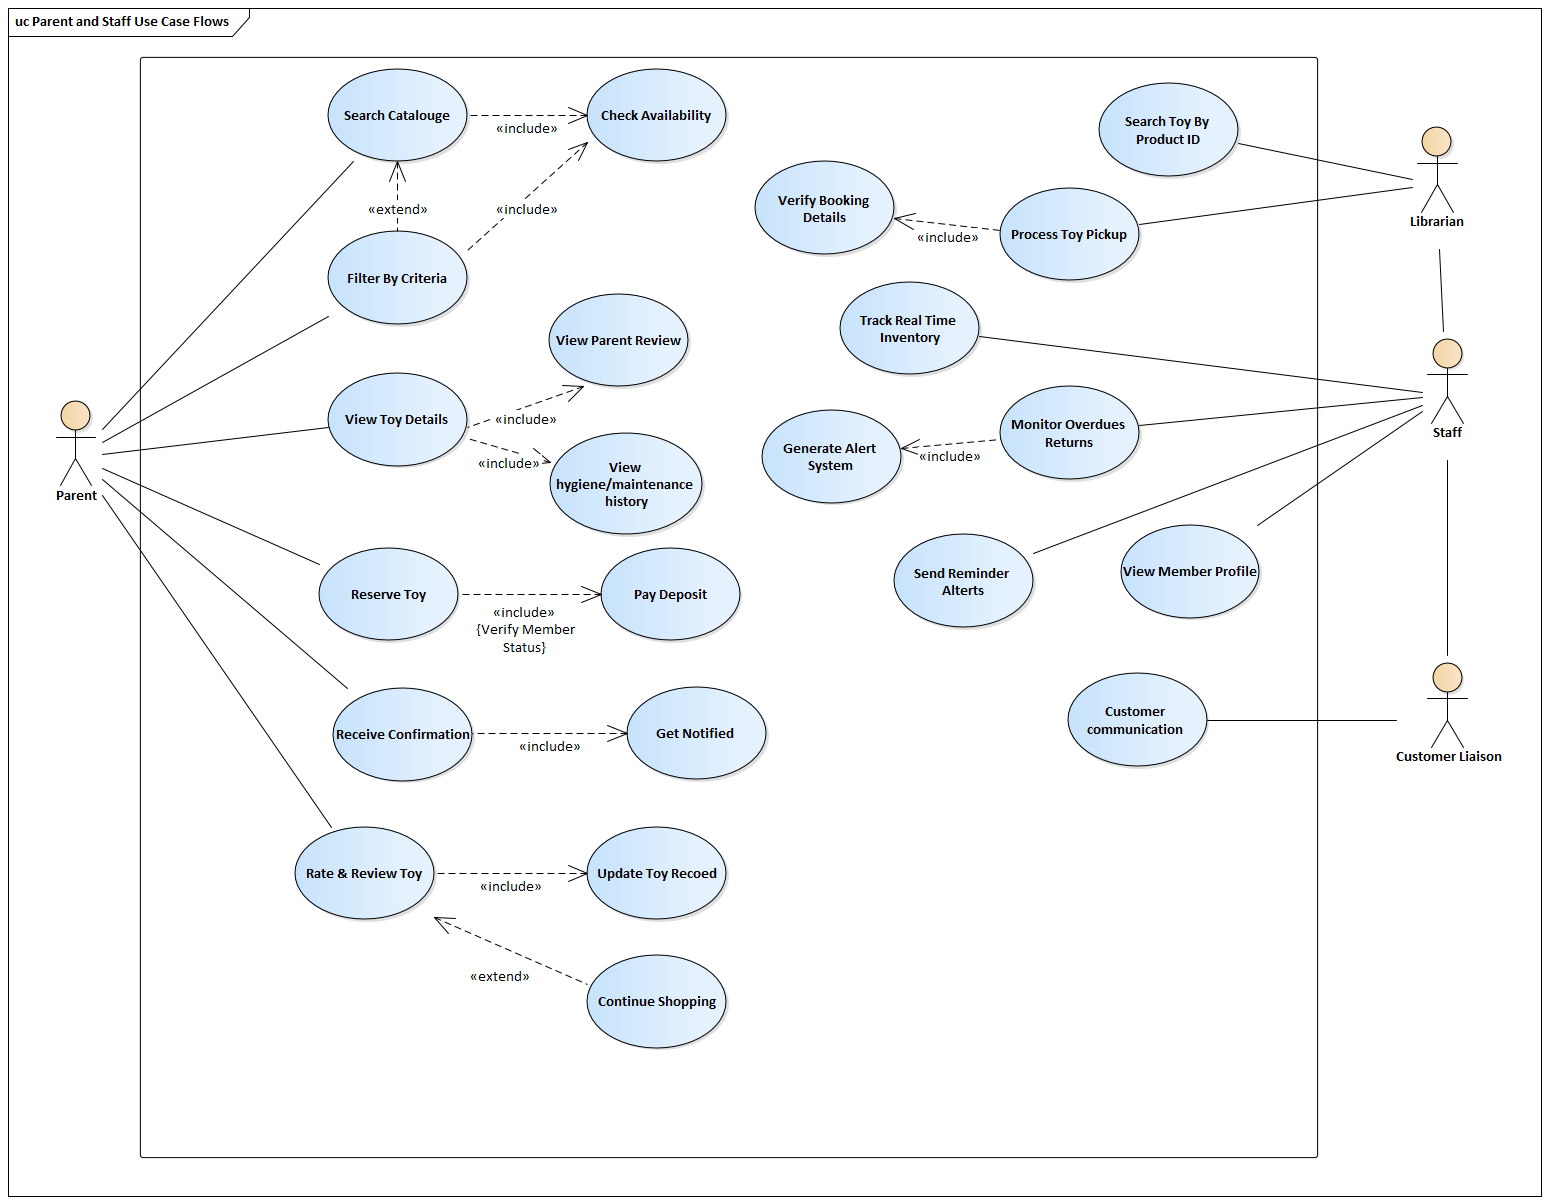 uc Parent and Staff Use Case Flows
Search Catalouge
«include»
Check Availability
«extend»
«include»
Filter By Criteria
View Parent Review
View Toy Details
«include»
«include»
View
hygiene/maintenance
history
Parent
Reserve Toy
«include»
{Verify Member
Status}
Pay Deposit
Receive Confirmation
«include»
Get Notified
Rate & Review Toy
«include»
Update Toy Recoed
«extend»
Continue Shopping
Search Toy By
Product ID
Verify Booking
Details
«include»
Process Toy Pickup
Librarian
Track Real Time
Inventory
Monitor Overdues
Returns
«include»
Generate Alert
System
Staff
Send Reminder
Alterts
View Member Profile
Customer
communication
Customer Liaison